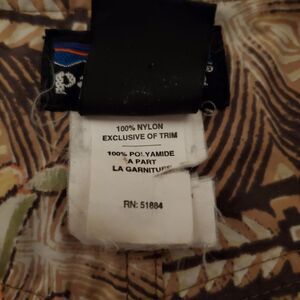 100% NYLON
EXCLUSIVE OF TRIM
100% POLYAMIDE
A PART
LA GARNITURE
RN: 51884